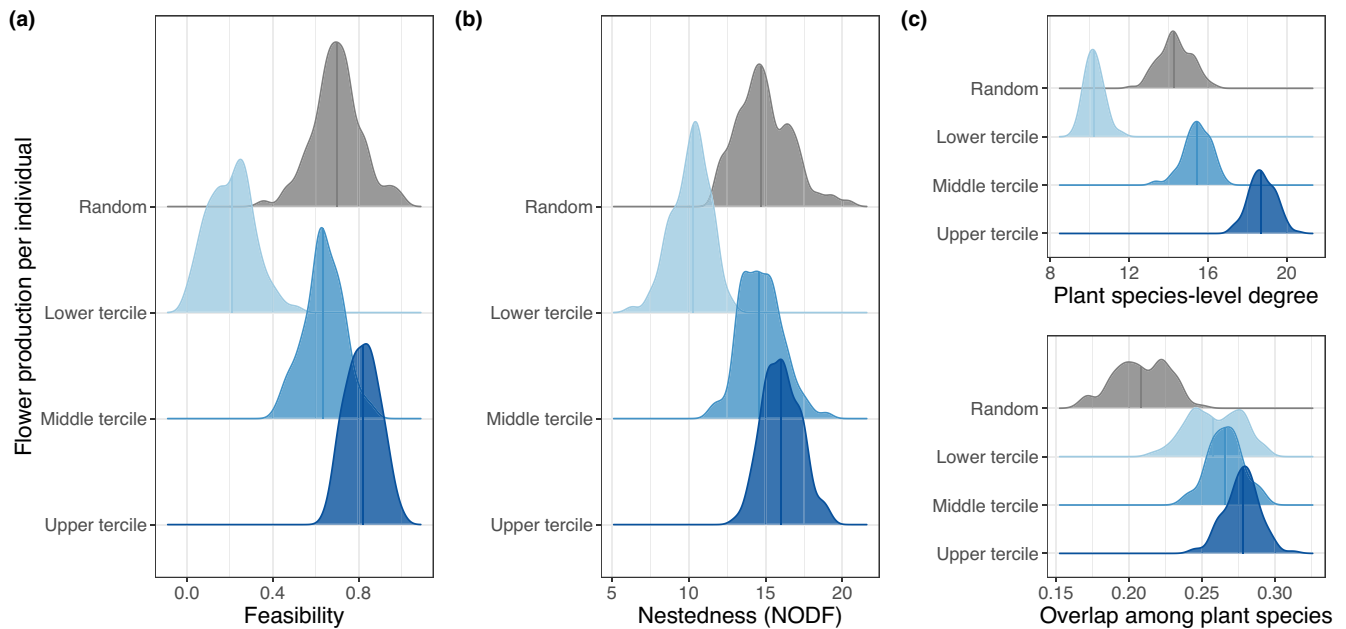 (a)
Flower production per individual
Random
Lower tercile
Middle tercile
Upper tercile
0.0 0.4 0.8
Feasibility
(b)
Random
Lower tercile
Middle tercile
Upper tercile
5 10 15 20
Nestedness (NODF)
(c)
Random
Lower tercile
Middle tercile
Upper tercile
8 12 16 20
Plant species-level degree
Random
Lower tercile
Middle tercile
Upper tercile
0.15 0.20 0.25 0.30
Overlap among plant species